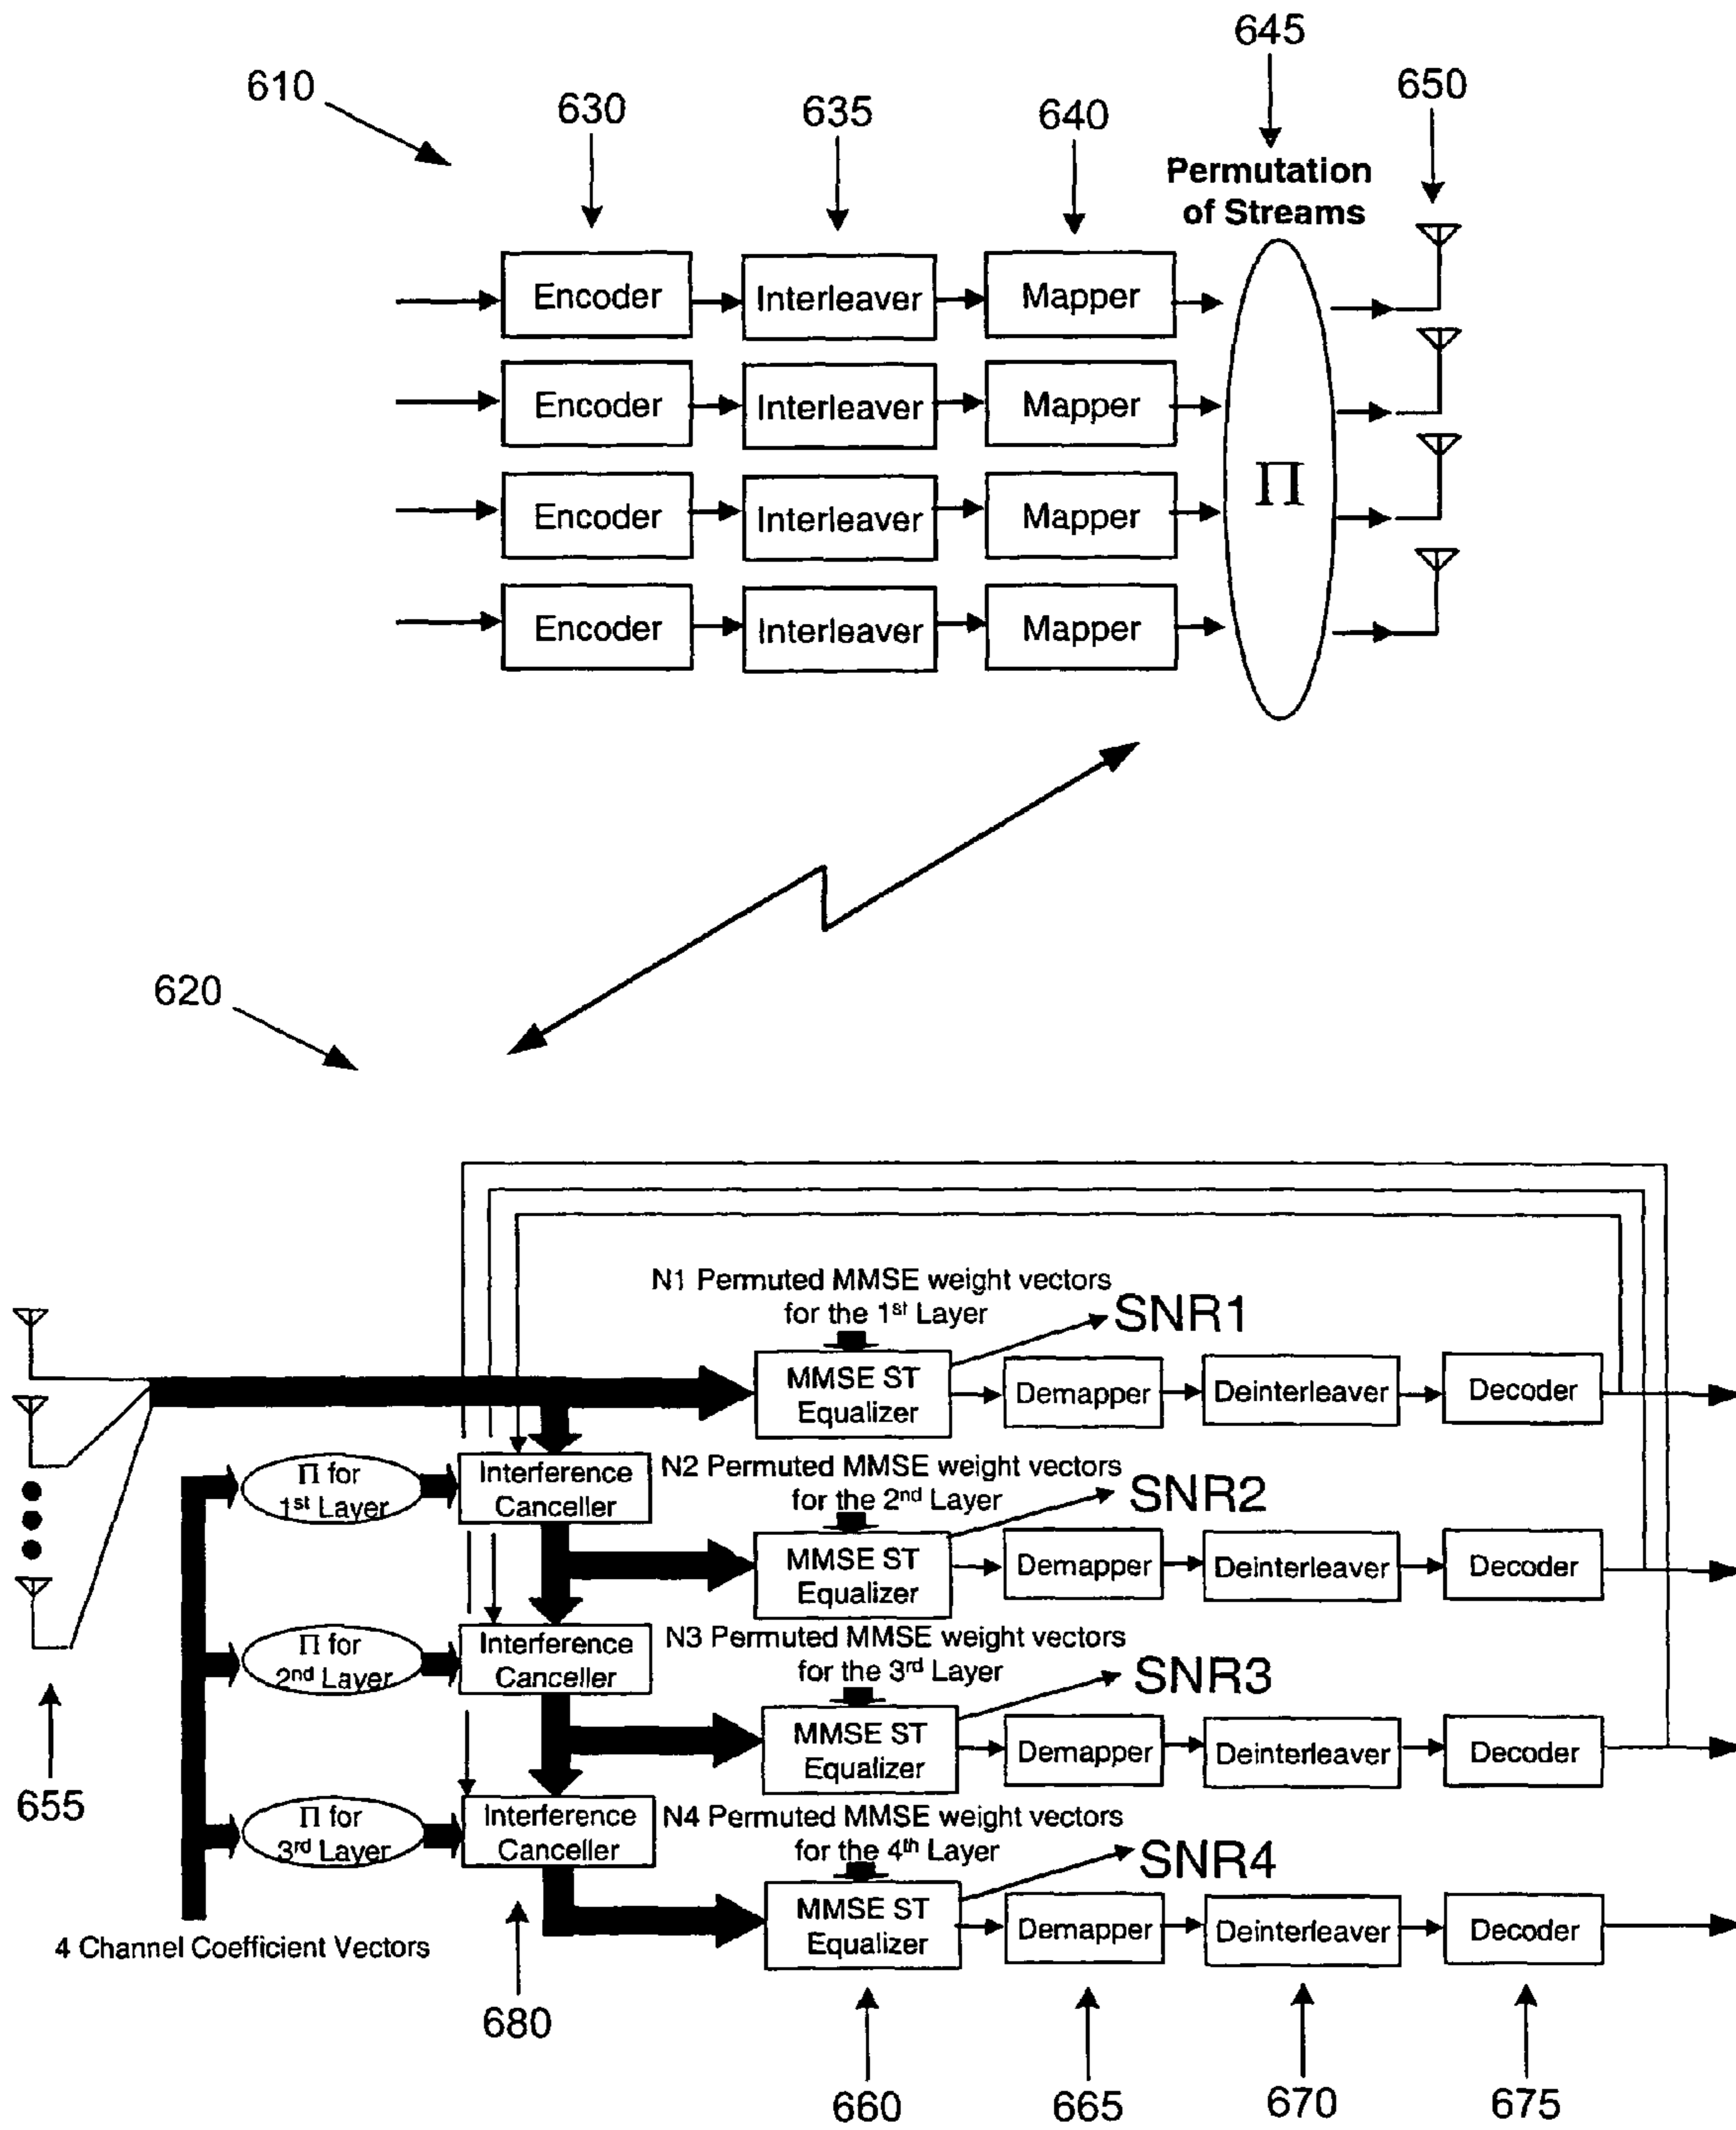 645
610
630
635
640
650
Permutation
of Streams
Encoder
Interleaver
Mapper
Encoder
Interleaver
Mapper
Encoder
Interleaver
Mapper
Π
Encoder
Interleaver
Mapper
620
N1 Permuted MMSE weight vectors
for the 1st Layer
SNR1
MMSE ST
Equalizer
Demapper
Deinterleaver
Decoder
Π for
1st Layer
Interference
Canceller
N2 Permuted MMSE weight vectors
for the 2nd Layer
SNR2
MMSE ST
Equalizer
Demapper
Deinterleaver
Decoder
Π for
2nd Layer
Interference
Canceller
N3 Permuted MMSE weight vectors
for the 3rd Layer
SNR3
MMSE ST
Equalizer
Demapper
Deinterleaver
Decoder
655
Π for
3rd Layer
Interference
Canceller
N4 Permuted MMSE weight vectors
for the 4th Layer
SNR4
MMSE ST
Equalizer
Demapper
Deinterleaver
Decoder
4 Channel Coefficient Vectors
680
660
665
670
675